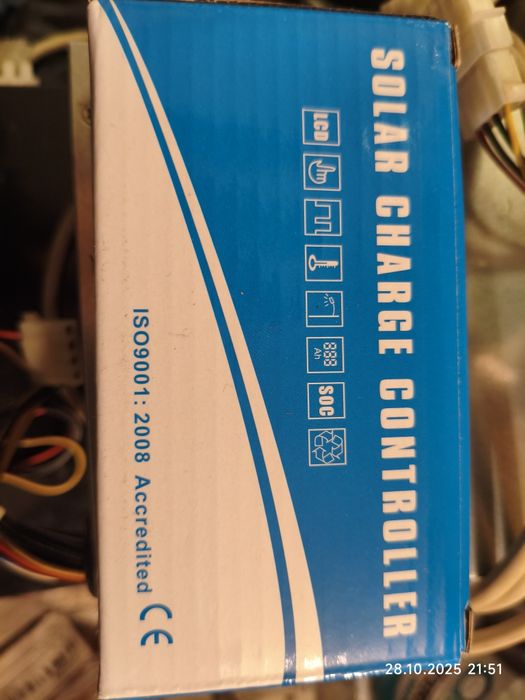 SOLAR CHARGE CONTROLLER
LCD
888
Ah
SOC
ISO9001: 2008 Accredited CE
28.10.2025 21:51